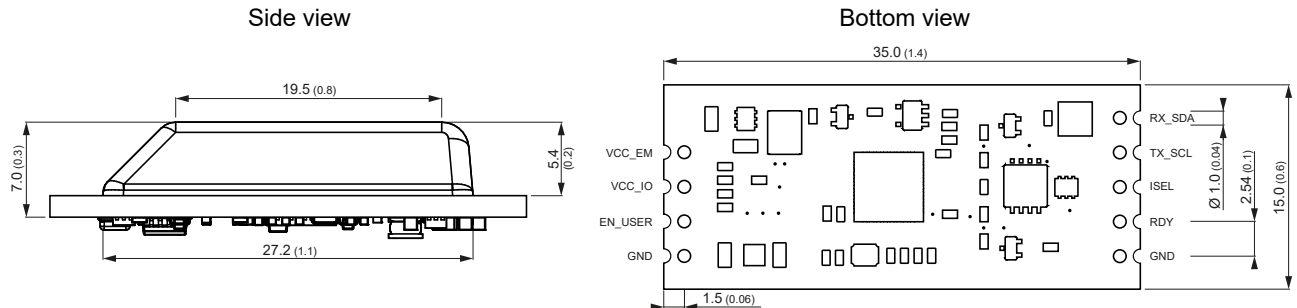 Side view
Bottom view
35.0 (1.4)
19.5 (0.8)
7.0 (0.3)
5.4 (0.2)
27.2 (1.1)
VCC_EM
VCC_IO
EN_USER
GND
RX_SDA
TX_SCL
ISEL
RDY
GND
Ø 1.0 (0.04)
2.54 (0.1)
15.0 (0.6)
1.5 (0.06)